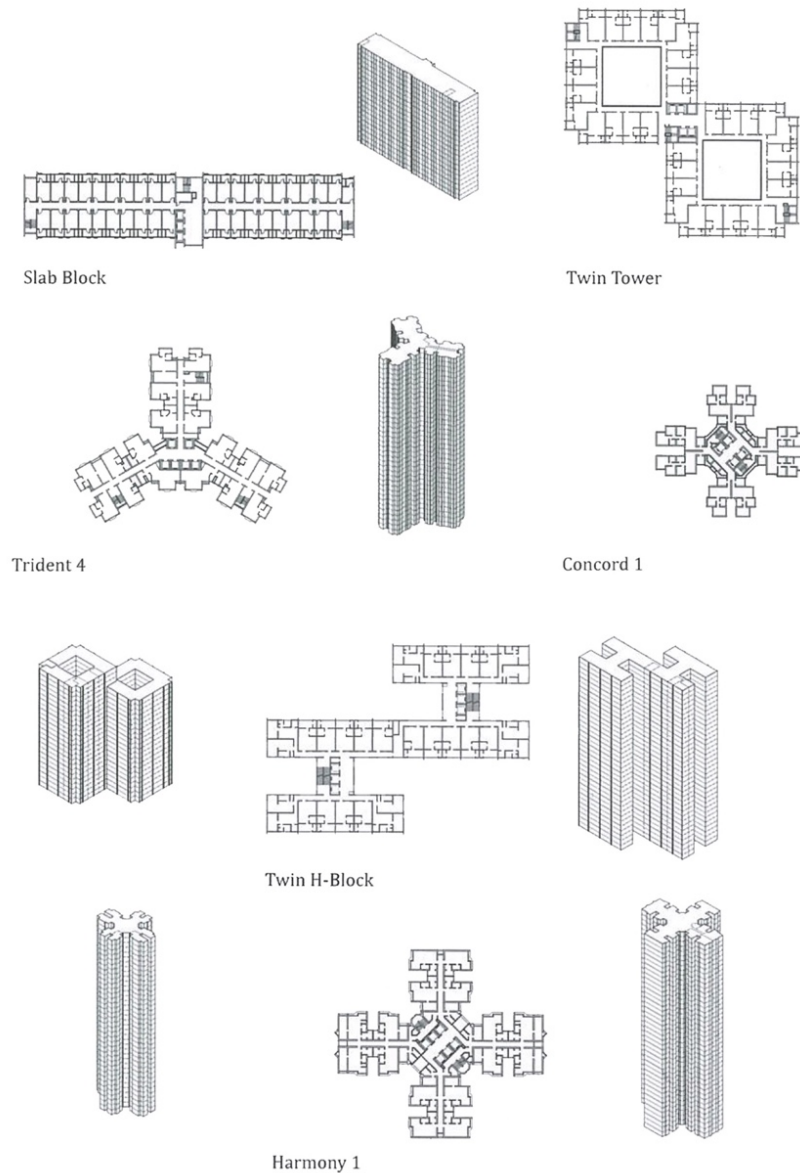 Slab Block
Twin Tower
Trident 4
Concord 1
Twin H-Block
Harmony 1